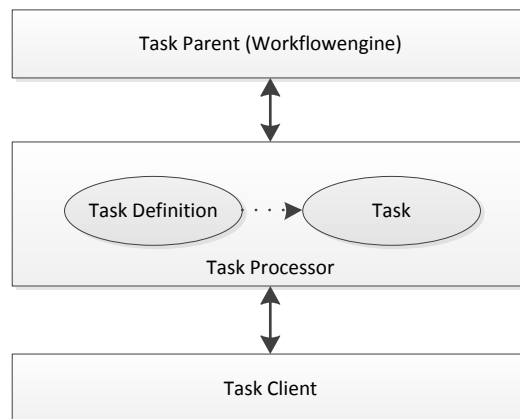 Task Parent (Workflowengine)
Task Definition
Task
Task Processor
Task Client